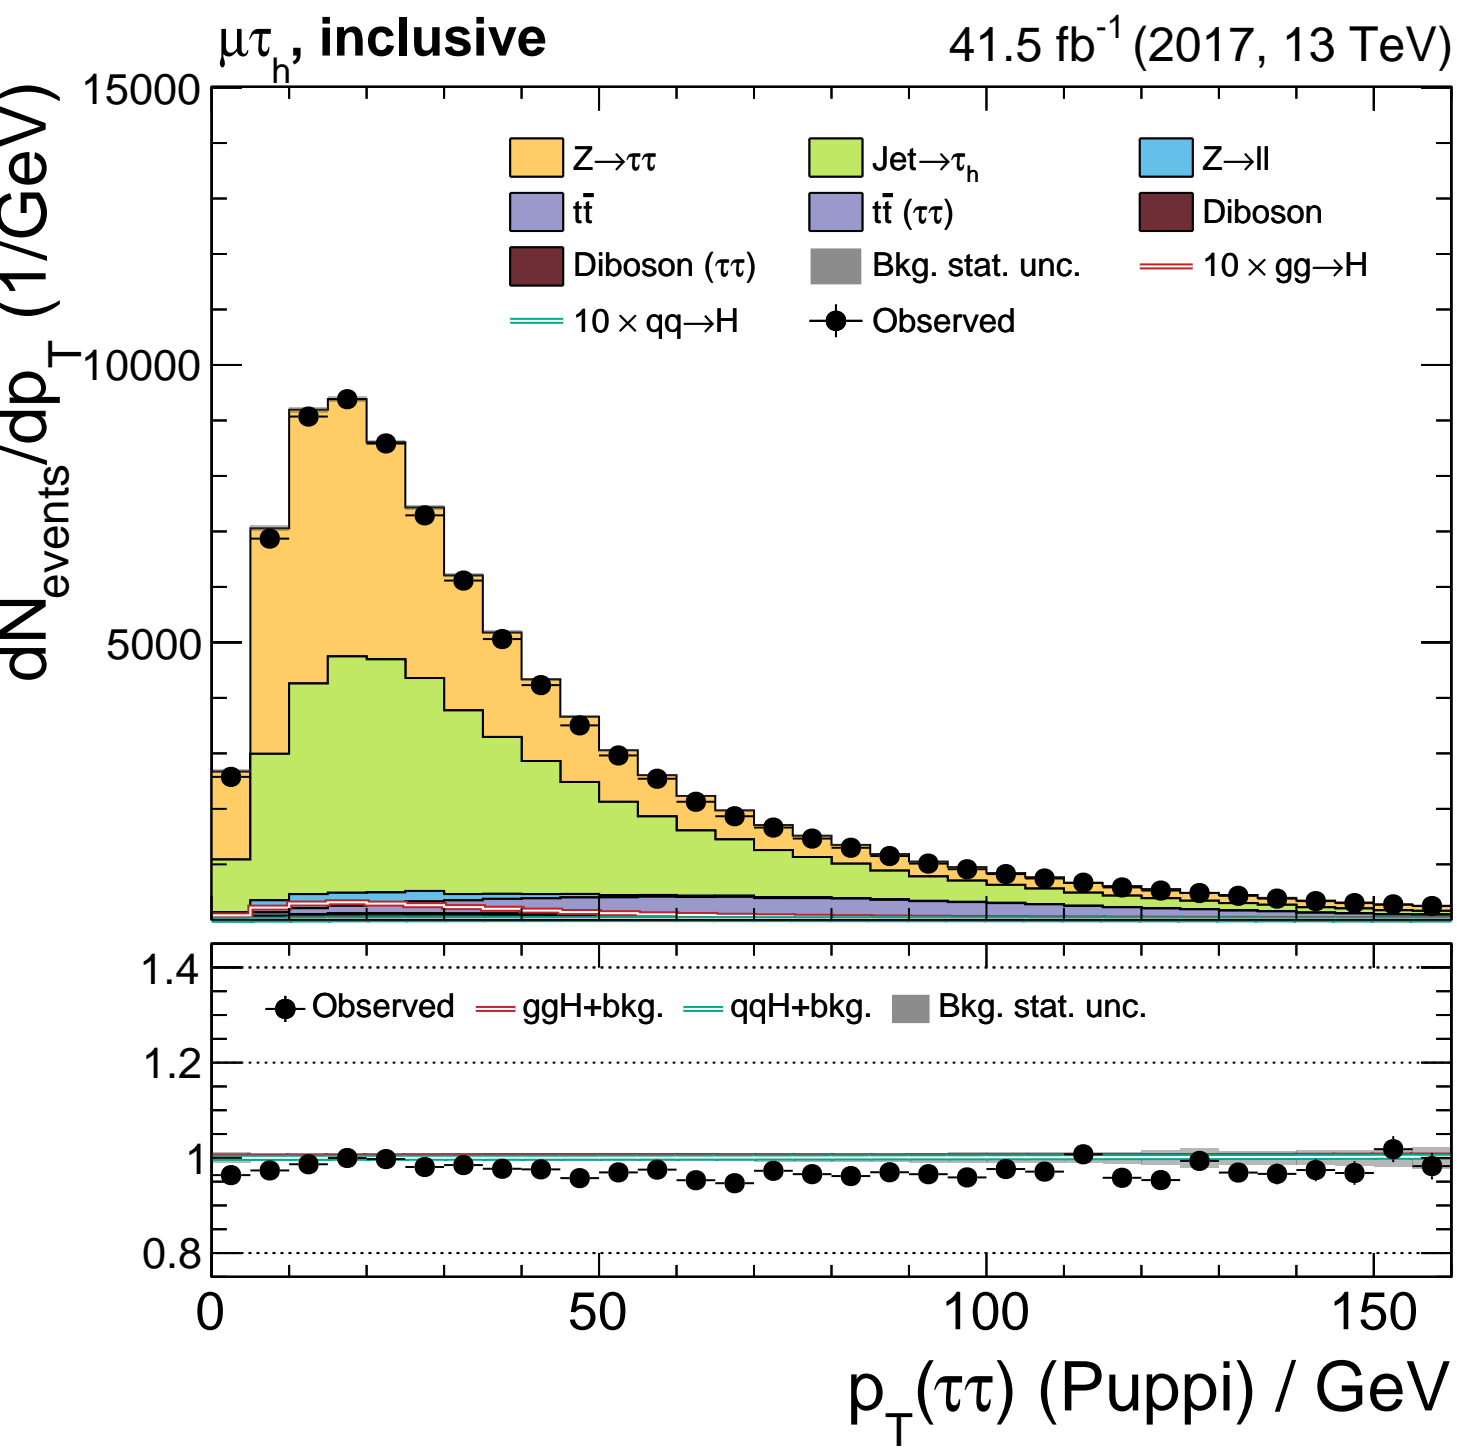 μτh, inclusive
41.5 fb-1 (2017, 13 TeV)
dNevents/dpT (1/GeV)
15000
10000
5000
Z→ττ Jet→τh Z→ll
tt̄ tt̄ (ττ) Diboson
Diboson (ττ) Bkg. stat. unc. 10 × gg→H
10 × qq→H Observed
1.4
1.2
1
0.8
Observed ggH+bkg. qqH+bkg. Bkg. stat. unc.
0 50 100 150
pT(ττ) (Puppi) / GeV